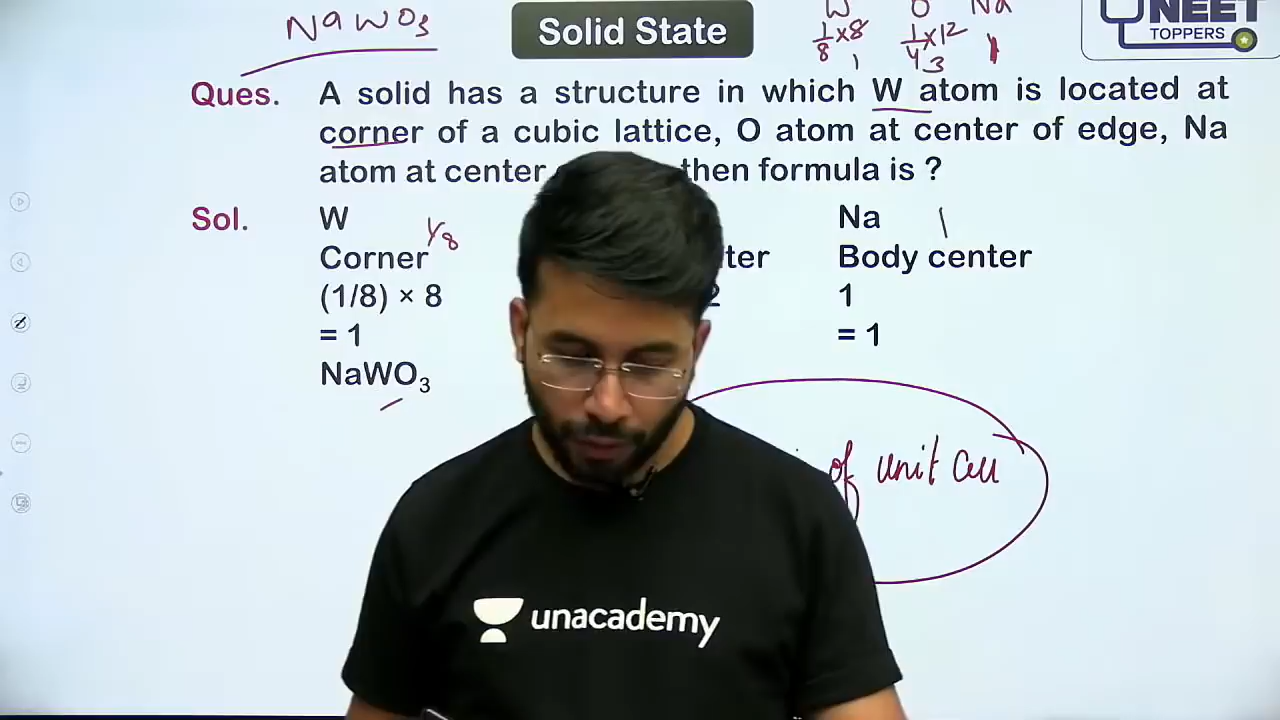 NaWO3
Solid State
W O Na
1/8 x 8 1/4 x 12 1
1 3
NEET
TOPPERS
Ques. A solid has a structure in which W atom is located at
corner of a cubic lattice, O atom at center of edge, Na
atom at center then formula is ?
Sol. W Na 1
1/8
Corner Body center
(1/8) × 8 1
= 1 = 1
NaWO₃
of unit cell
unacademy